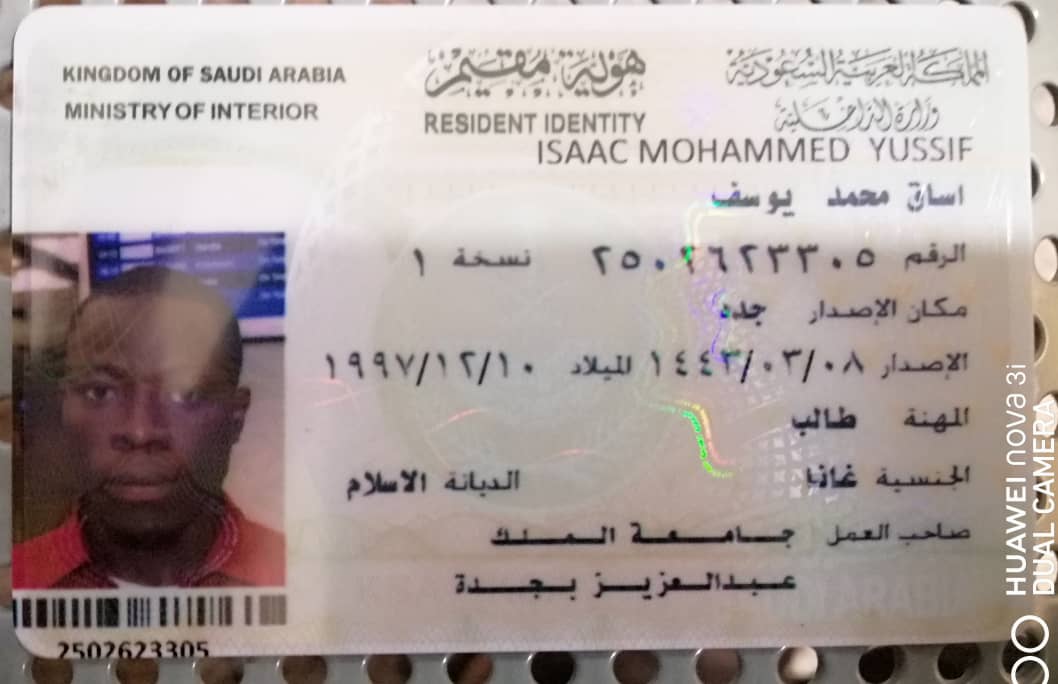 المملكة العربية السعودية
وزارة الداخلية
هوية مقيم
RESIDENT IDENTITY
KINGDOM OF SAUDI ARABIA
MINISTRY OF INTERIOR
ISAAC MOHAMMED YUSSIF
اساق محمد يوسف
الرقم ٢٥٠٢٦٢٣٣٠٥ نسخة ١
مكان الإصدار جده
الإصدار ١٤٤٣/٠٣/٠٨ الميلاد ١٩٩٧/١٢/١٠
المهنة طالب
الجنسية غانا الديانة الاسلام
صاحب العمل جامعة الملك
عبدالعزيز بجدة
2502623305
HUAWEI nova 3i
DUAL CAMERA